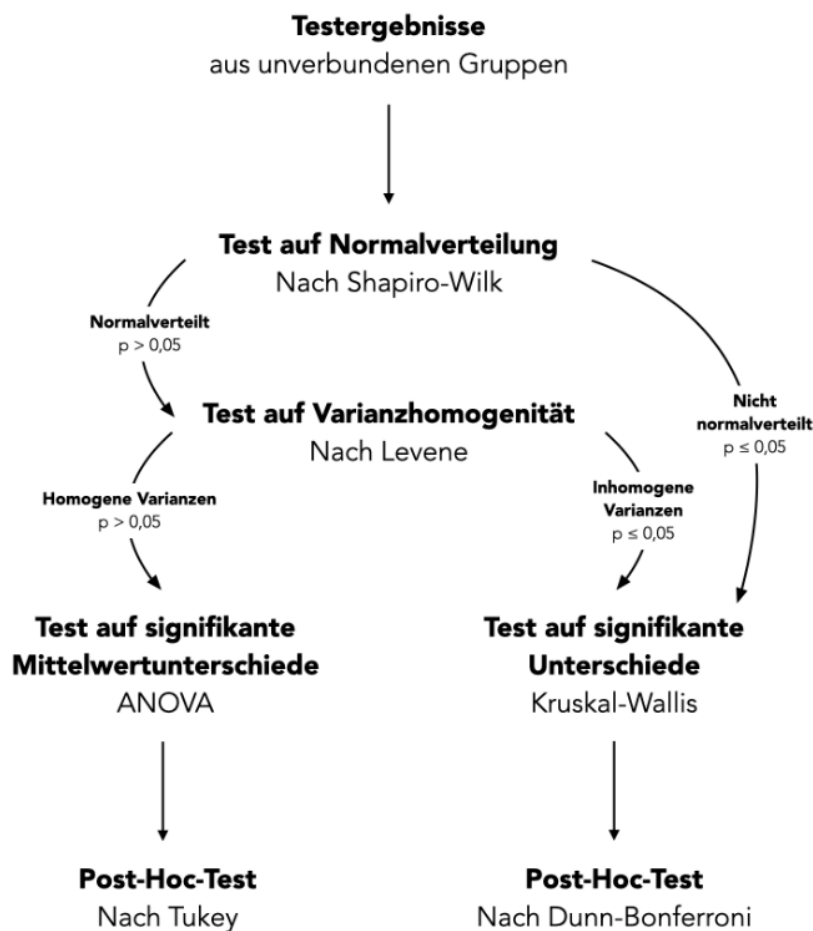 Testergebnisse
aus unverbundenen Gruppen
Test auf Normalverteilung
Nach Shapiro-Wilk
Normalverteilt
p > 0,05
Nicht
normalverteilt
p ≤ 0,05
Test auf Varianzhomogenität
Nach Levene
Homogene Varianzen
p > 0,05
Inhomogene
Varianzen
p ≤ 0,05
Test auf signifikante
Mittelwertunterschiede
ANOVA
Test auf signifikante
Unterschiede
Kruskal-Wallis
Post-Hoc-Test
Nach Tukey
Post-Hoc-Test
Nach Dunn-Bonferroni